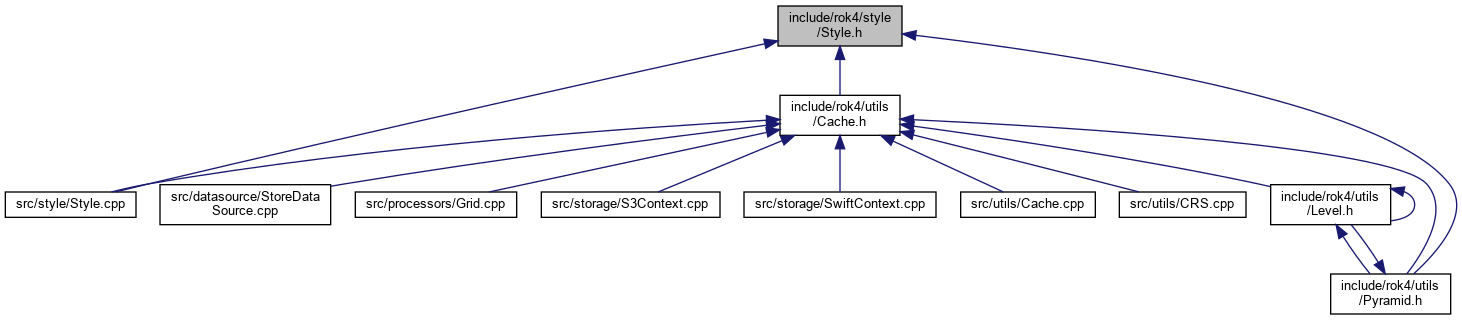 include/rok4/style
/Style.h
include/rok4/utils
/Cache.h
src/style/Style.cpp
src/datasource/StoreData
Source.cpp
src/processors/Grid.cpp
src/storage/S3Context.cpp
src/storage/SwiftContext.cpp
src/utils/Cache.cpp
src/utils/CRS.cpp
include/rok4/utils
/Level.h
include/rok4/utils
/Pyramid.h